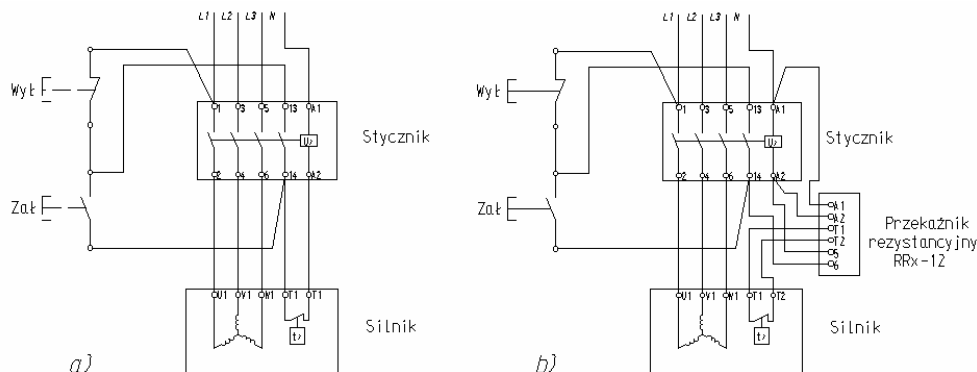 L1 L2 L3 N
Wył
1 3 5 13 A1
U>
Stycznik
2 4 6 14 A2
Zał
U1 V1 W1 T1 T1
t>
Silnik
a)
L1 L2 L3 N
Wył
1 3 5 13 A1
U>
Stycznik
2 4 6 14 A2
Zał
A1
A2
T1
T2
5
6
Przekaźnik
rezystancyjny
RRx-12
U1 V1 W1 T1 T2
t>
Silnik
b)